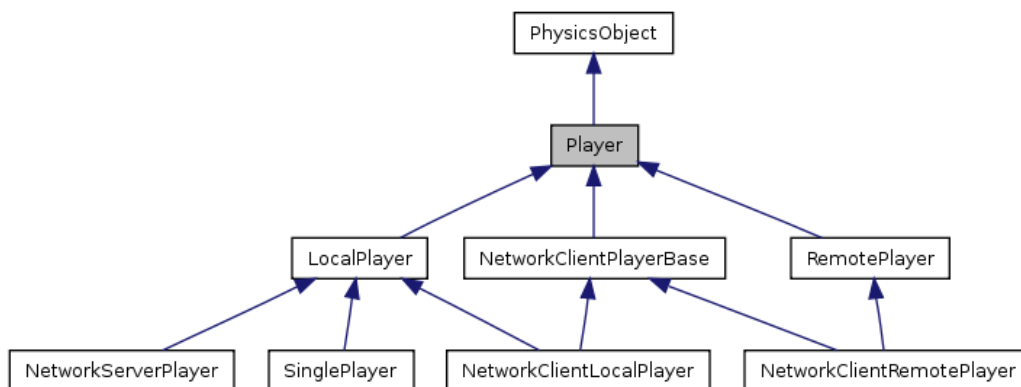 PhysicsObject
Player
LocalPlayer
NetworkClientPlayerBase
RemotePlayer
NetworkServerPlayer
SinglePlayer
NetworkClientLocalPlayer
NetworkClientRemotePlayer